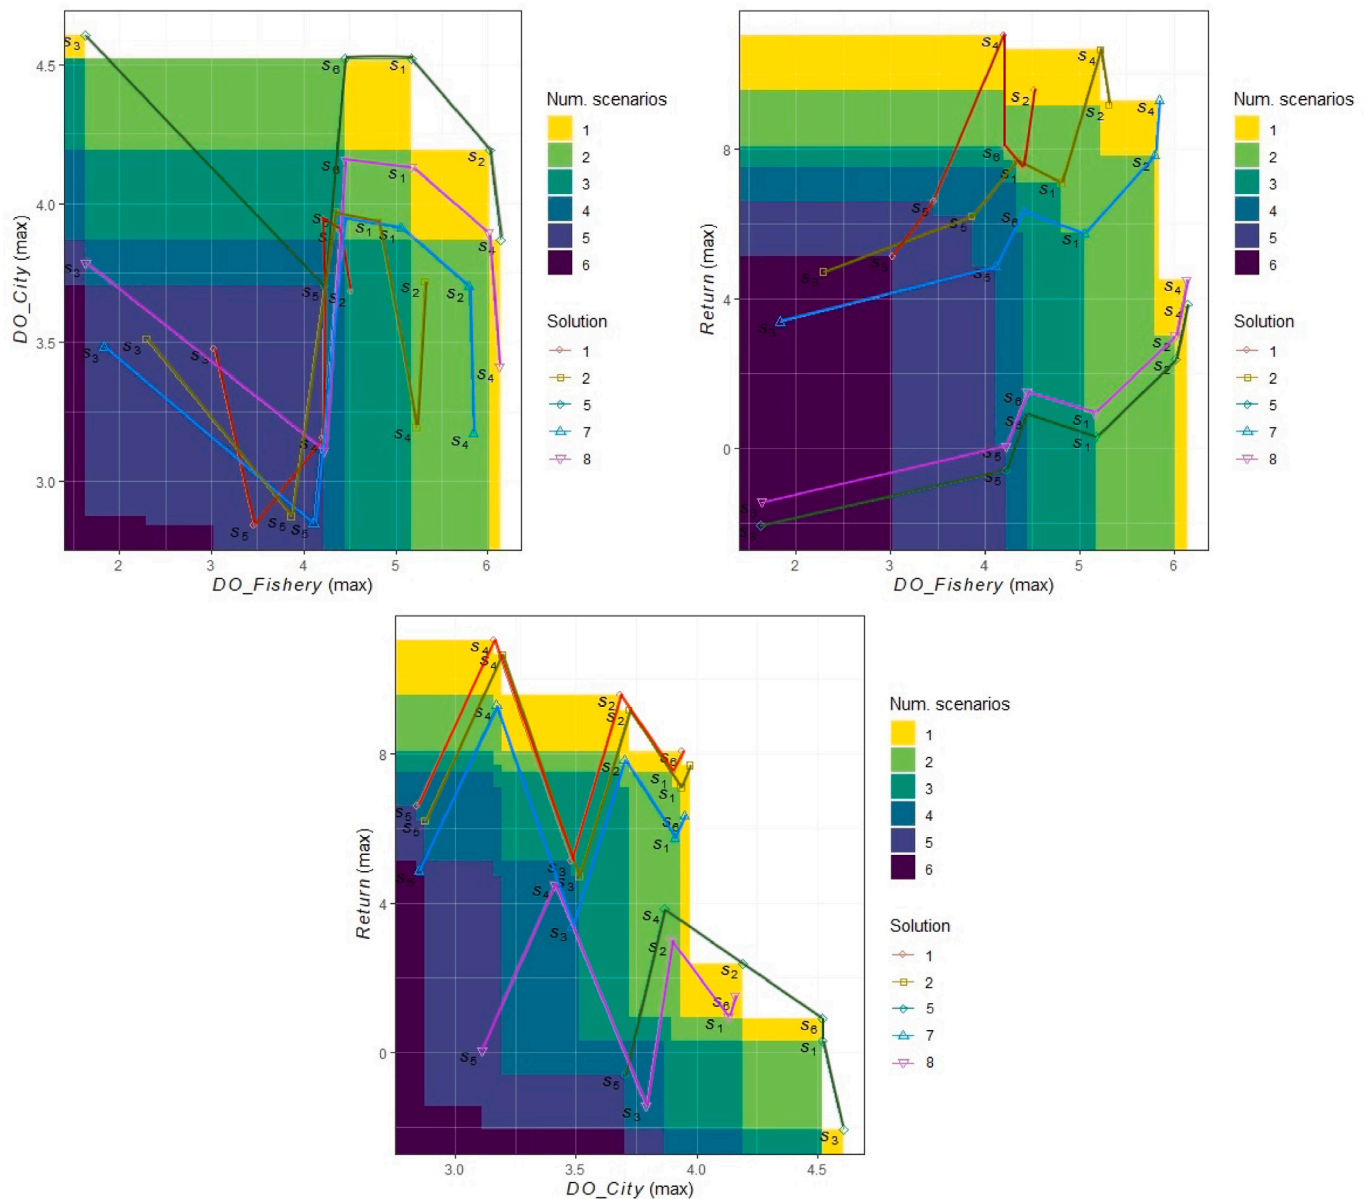 4.5
4.0
3.5
3.0
DO_City (max)
2 3 4 5 6
DO_Fishery (max)
s3 s6 s1 s2 s6 s1 s4 s3 s1 s1 s5 s2 s2 s2 s3 s3 s3 s4 s4 s4 s4 s5 s5 s5
Num. scenarios
1
2
3
4
5
6
Solution
1
2
5
7
8
8
4
0
Return (max)
2 3 4 5 6
DO_Fishery (max)
s4 s4 s2 s2 s4 s6 s1 s2 s1 s5 s5 s6 s1 s3 s3 s5 s4 s4 s2 s2 s6 s1 s1 s5 s5
Num. scenarios
1
2
3
4
5
6
Solution
1
2
5
7
8
8
4
0
Return (max)
3.0 3.5 4.0 4.5
DO_City (max)
s4 s4 s4 s2 s2 s6 s2 s1 s1 s5 s5 s6 s1 s3 s3 s4 s3 s4 s2 s2 s6 s1 s6 s1 s5 s5 s3 s3
Num. scenarios
1
2
3
4
5
6
Solution
1
2
5
7
8